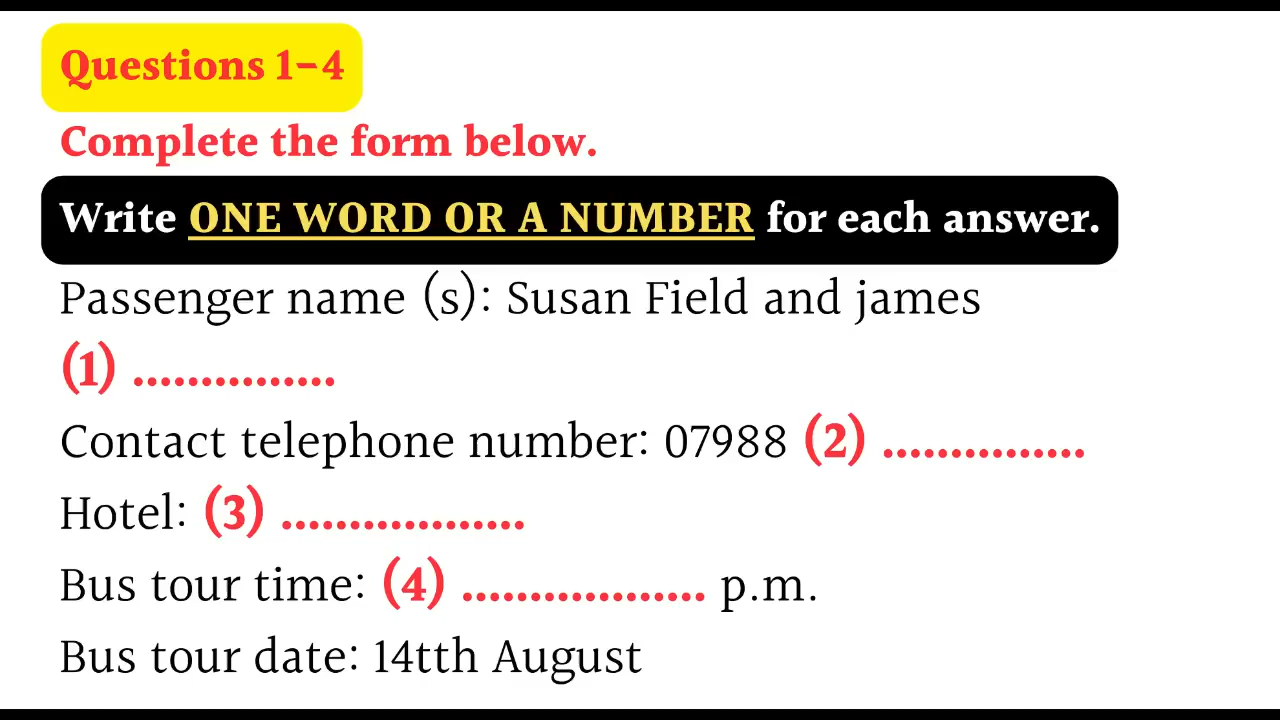 Questions 1–4
Complete the form below.
Write ONE WORD OR A NUMBER for each answer.
Passenger name (s): Susan Field and james
(1) ...............
Contact telephone number: 07988 (2) ...............
Hotel: (3) ..................
Bus tour time: (4) .................. p.m.
Bus tour date: 14tth August